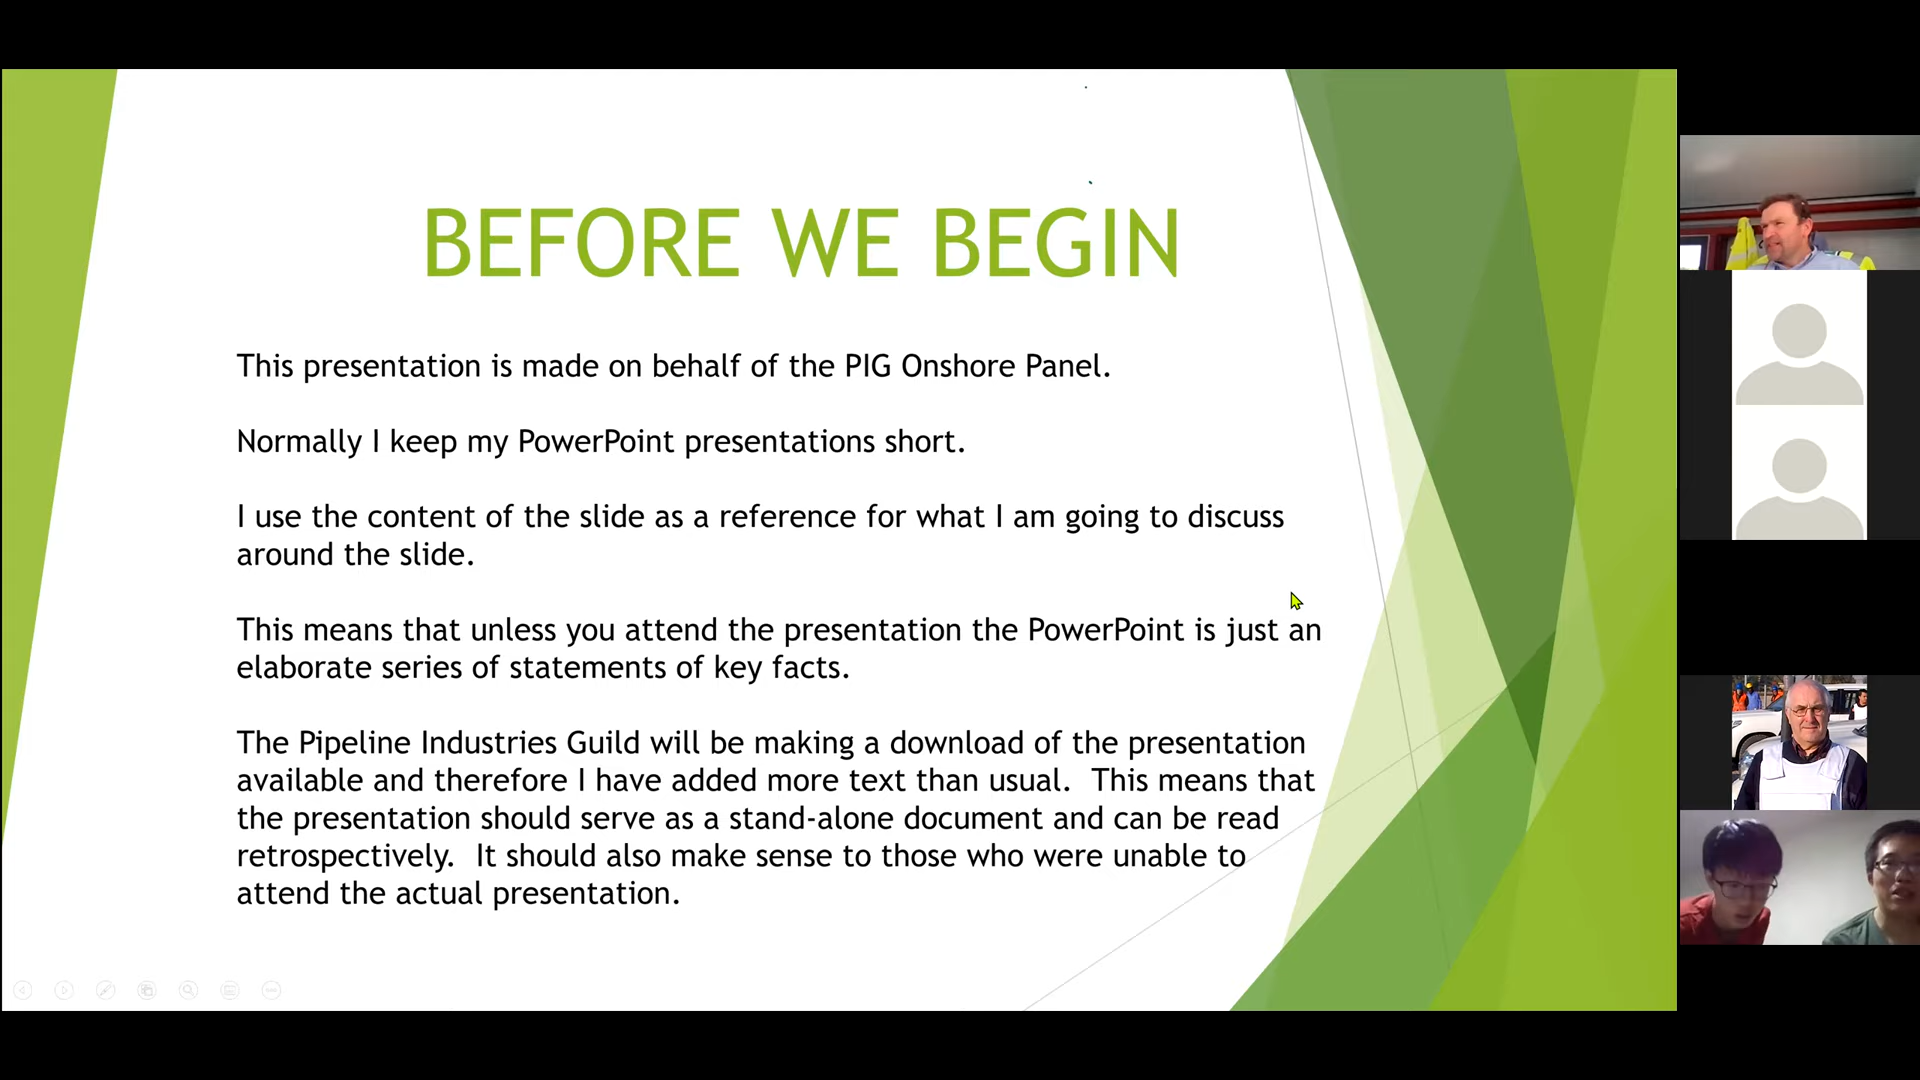 BEFORE WE BEGIN
This presentation is made on behalf of the PIG Onshore Panel.
Normally I keep my PowerPoint presentations short.
I use the content of the slide as a reference for what I am going to discuss
around the slide.
This means that unless you attend the presentation the PowerPoint is just an
elaborate series of statements of key facts.
The Pipeline Industries Guild will be making a download of the presentation
available and therefore I have added more text than usual.  This means that
the presentation should serve as a stand-alone document and can be read
retrospectively.  It should also make sense to those who were unable to
attend the actual presentation.